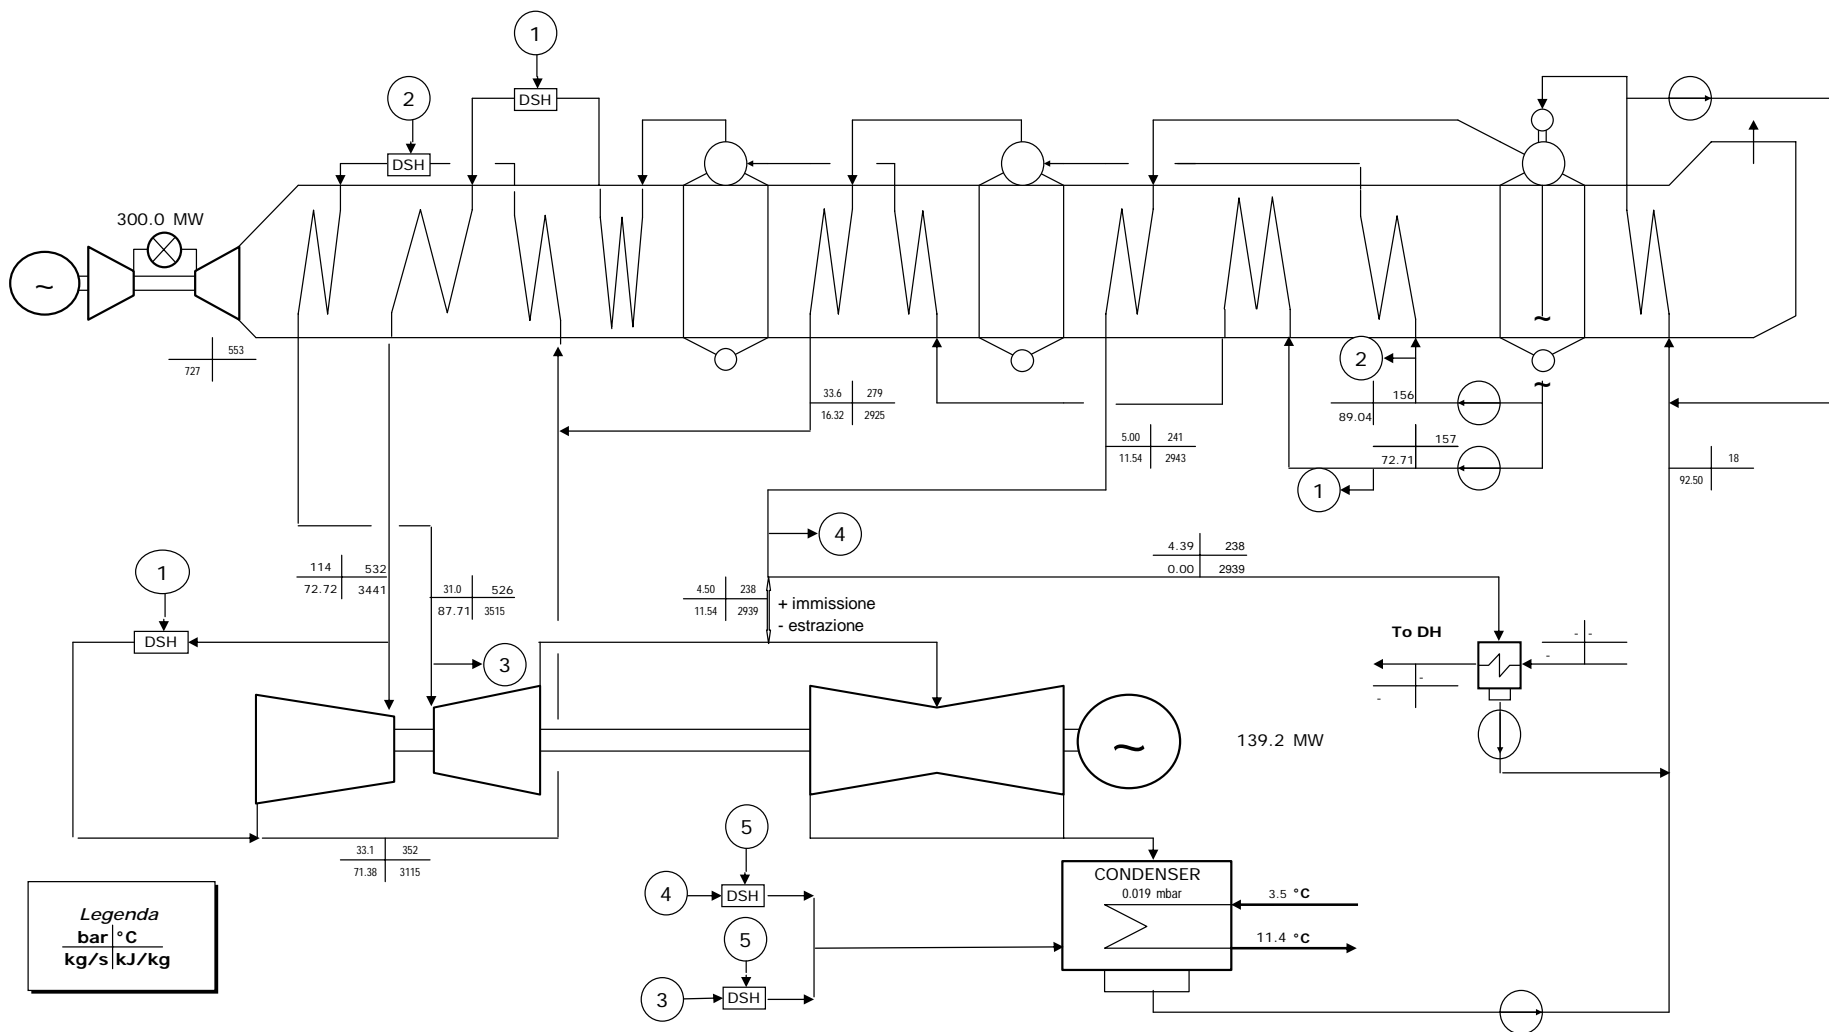 1
2
DSH
DSH
300.0 MW
~
553
727
~
~
33.6 279
16.32 2925
2
156
89.04
5.00 241
11.54 2943
157
72.71
1
18
92.50
4
1
114 532
72.72 3441
31.0 526
87.71 3515
4.50 238
11.54 2939
+ immissione
- estrazione
4.39 238
0.00 2939
DSH
3
To DH
- -
-
-
-
~
139.2 MW
33.1 352
71.38 3115
5
4
DSH
5
3
DSH
CONDENSER
0.019 mbar
3.5 °C
11.4 °C
Legenda
bar °C
kg/s kJ/kg